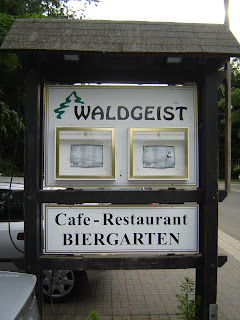 WALDGEIST
Cafe - Restaurant
BIERGARTEN